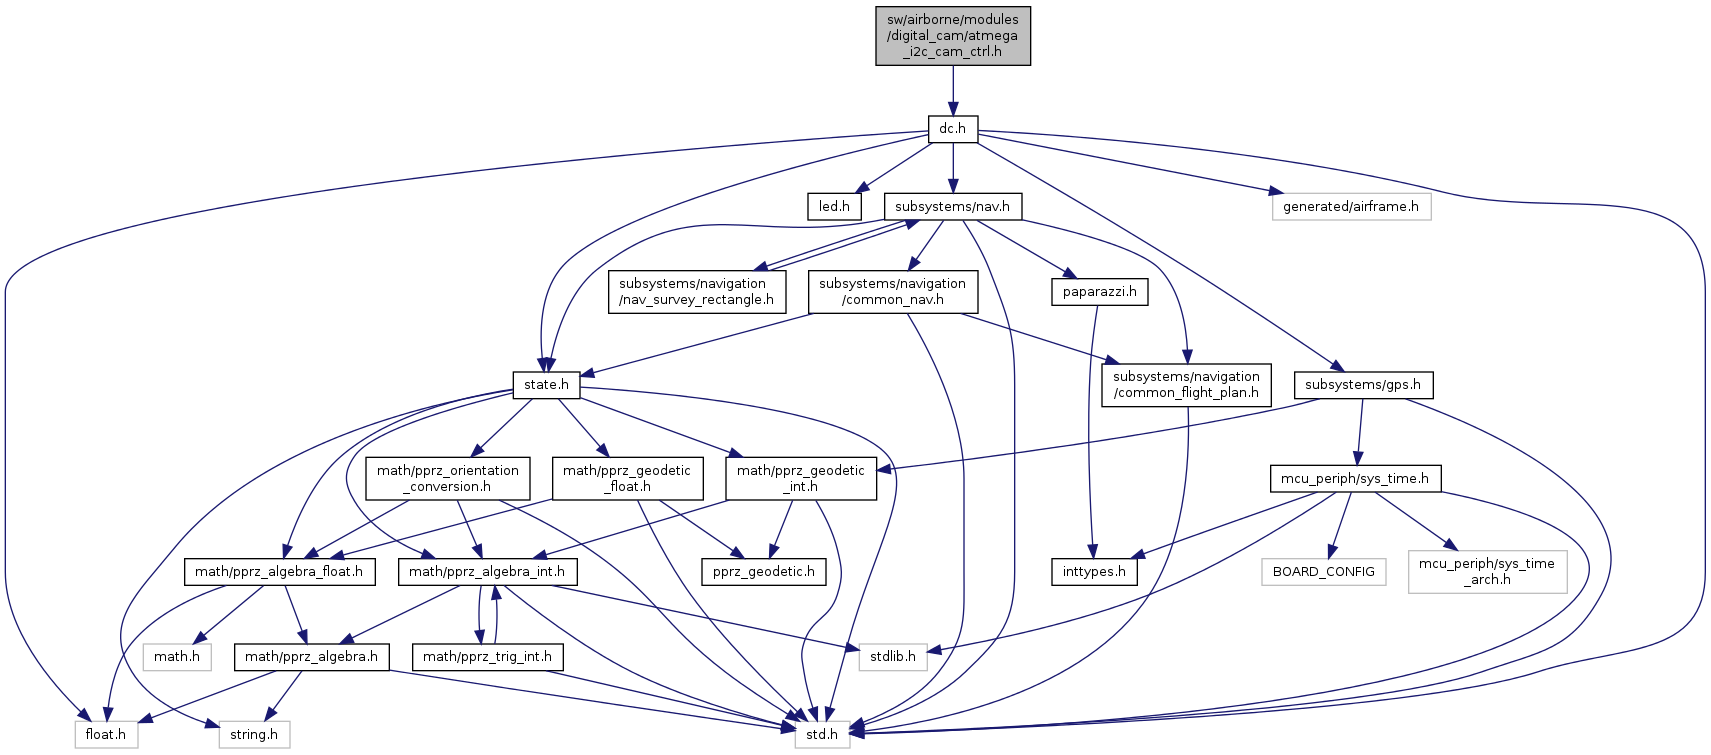 sw/airborne/modules
/digital_cam/atmega
_i2c_cam_ctrl.h
dc.h
led.h
subsystems/nav.h
generated/airframe.h
subsystems/navigation
/nav_survey_rectangle.h
subsystems/navigation
/common_nav.h
paparazzi.h
state.h
subsystems/navigation
/common_flight_plan.h
subsystems/gps.h
math/pprz_orientation
_conversion.h
math/pprz_geodetic
_float.h
math/pprz_geodetic
_int.h
mcu_periph/sys_time.h
math/pprz_algebra_float.h
math/pprz_algebra_int.h
pprz_geodetic.h
inttypes.h
BOARD_CONFIG
mcu_periph/sys_time
_arch.h
math.h
math/pprz_algebra.h
math/pprz_trig_int.h
stdlib.h
float.h
string.h
std.h